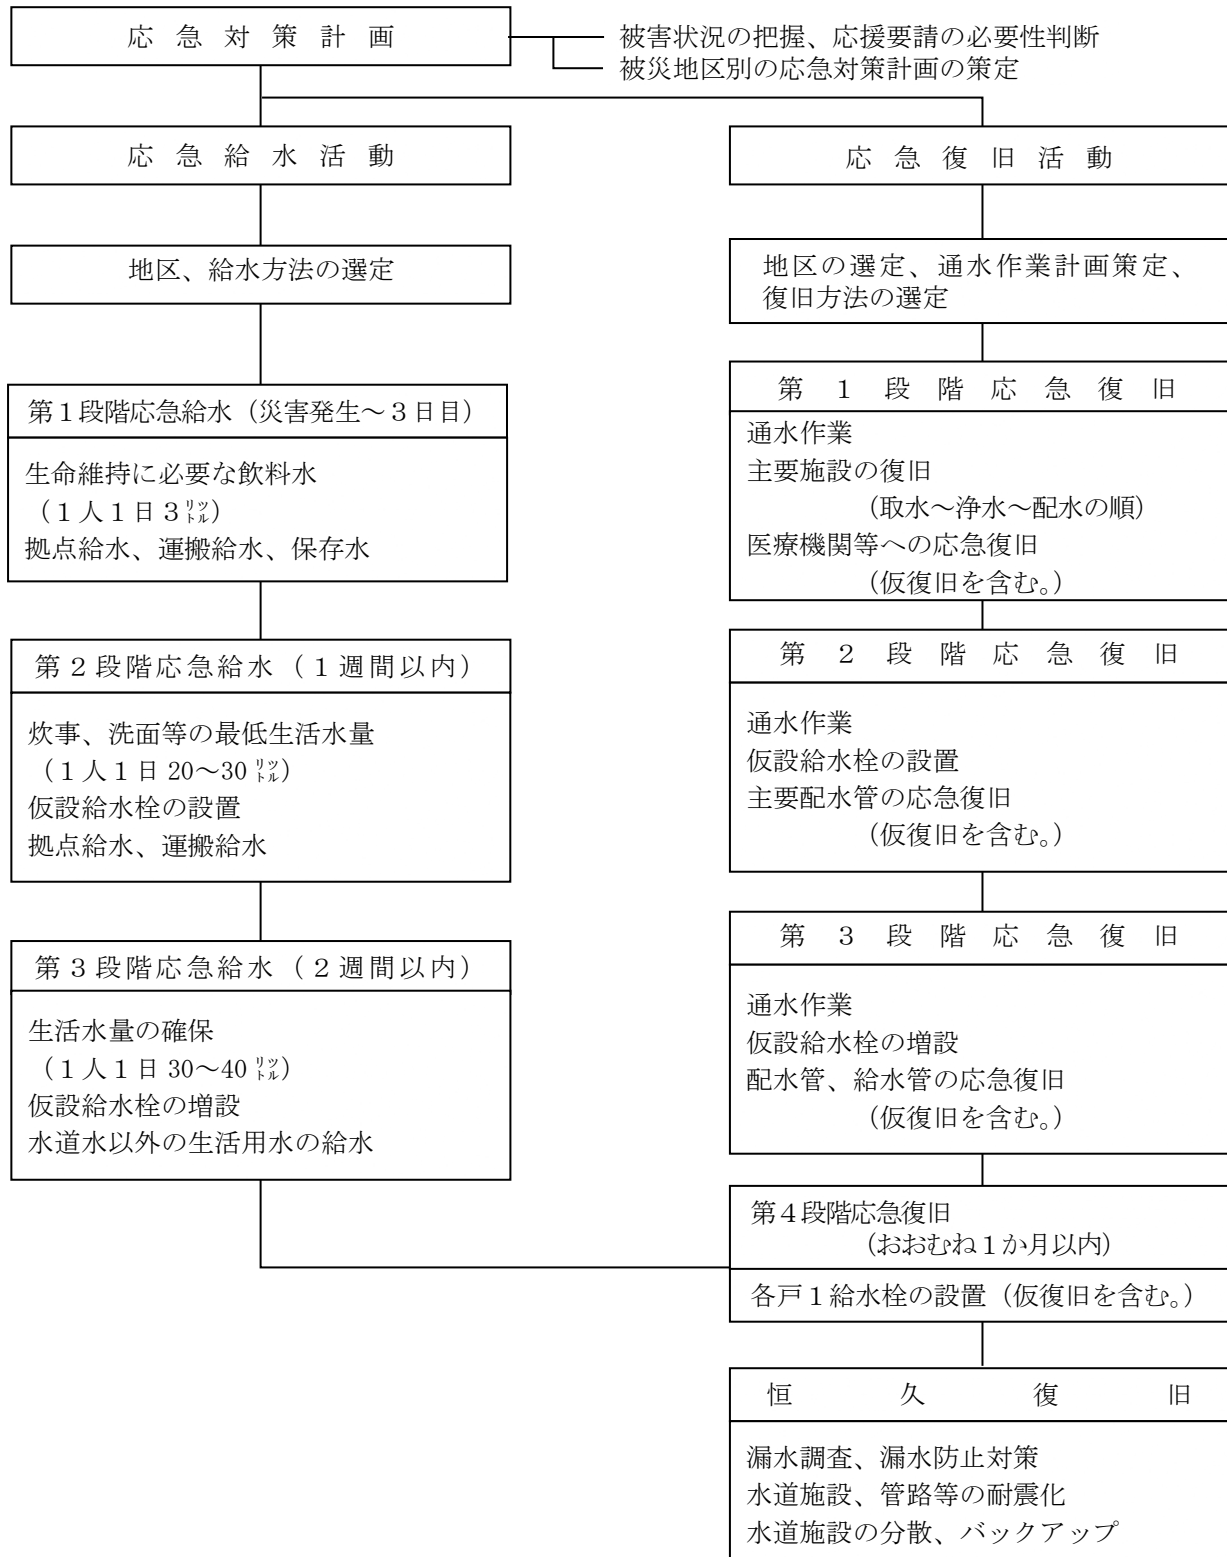 応急対策計画
被害状況の把握、応援要請の必要性判断
被災地区別の応急対策計画の策定
応急給水活動
地区、給水方法の選定
第１段階応急給水（災害発生～３日目）
生命維持に必要な飲料水
（１人１日３リットル）
拠点給水、運搬給水、保存水
第２段階応急給水（１週間以内）
炊事、洗面等の最低生活水量
（１人１日20～30リットル）
仮設給水栓の設置
拠点給水、運搬給水
第３段階応急給水（２週間以内）
生活水量の確保
（１人１日30～40リットル）
仮設給水栓の増設
水道水以外の生活用水の給水
応急復旧活動
地区の選定、通水作業計画策定、
復旧方法の選定
第１段階応急復旧
通水作業
主要施設の復旧
（取水～浄水～配水の順）
医療機関等への応急復旧
（仮復旧を含む。）
第２段階応急復旧
通水作業
仮設給水栓の設置
主要配水管の応急復旧
（仮復旧を含む。）
第３段階応急復旧
通水作業
仮設給水栓の増設
配水管、給水管の応急復旧
（仮復旧を含む。）
第４段階応急復旧
（おおむね１か月以内）
各戸１給水栓の設置（仮復旧を含む。）
恒久復旧
漏水調査、漏水防止対策
水道施設、管路等の耐震化
水道施設の分散、バックアップ